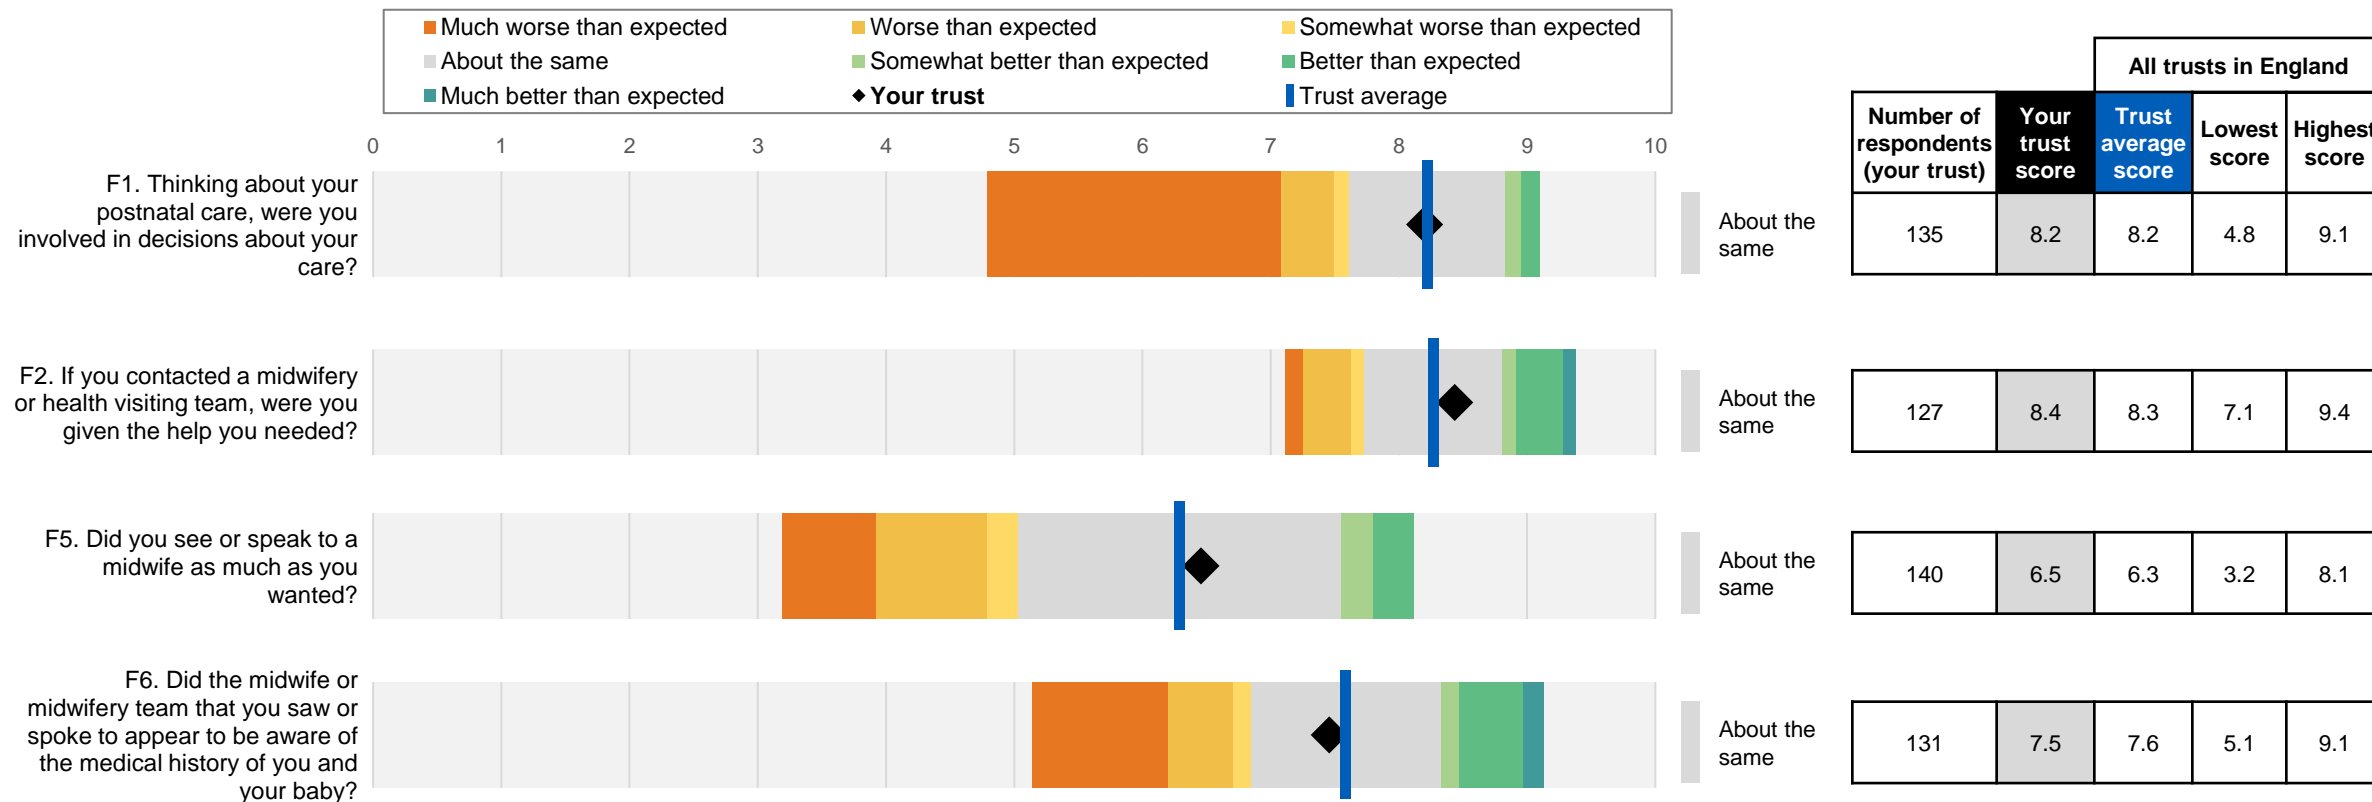 Much worse than expected
Worse than expected
Somewhat worse than expected
About the same
Somewhat better than expected
Better than expected
Much better than expected
Your trust
Trust average
All trusts in England
Number of
respondents
(your trust)
Your
trust
score
Trust
average
score
Lowest
score
Highest
score
0 1 2 3 4 5 6 7 8 9 10
F1. Thinking about your
postnatal care, were you
involved in decisions about your
care?
About the
same
135 8.2 8.2 4.8 9.1
F2. If you contacted a midwifery
or health visiting team, were you
given the help you needed?
About the
same
127 8.4 8.3 7.1 9.4
F5. Did you see or speak to a
midwife as much as you
wanted?
About the
same
140 6.5 6.3 3.2 8.1
F6. Did the midwife or
midwifery team that you saw or
spoke to appear to be aware of
the medical history of you and
your baby?
About the
same
131 7.5 7.6 5.1 9.1